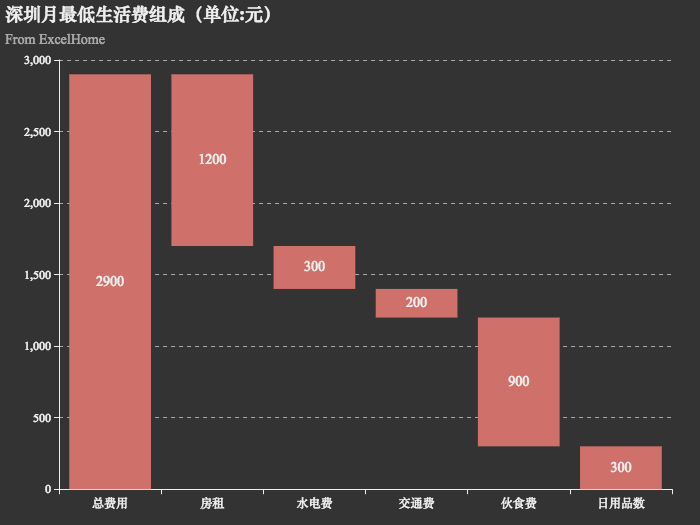 深圳月最低生活费组成（单位:元）
From ExcelHome
3,000
2,500
2,000
1,500
1,000
500
0
2900
1200
300
200
900
300
总费用
房租
水电费
交通费
伙食费
日用品数